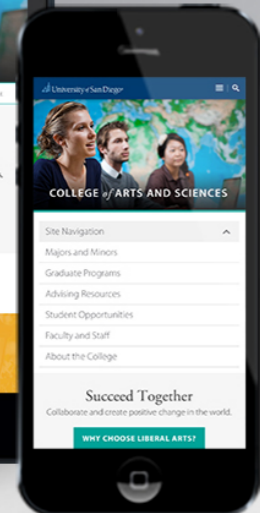 University of San Diego
COLLEGE of ARTS AND SCIENCES
Site Navigation
Majors and Minors
Graduate Programs
Advising Resources
Student Opportunities
Faculty and Staff
About the College
Succeed Together
Collaborate and create positive change in the world.
WHY CHOOSE LIBERAL ARTS?